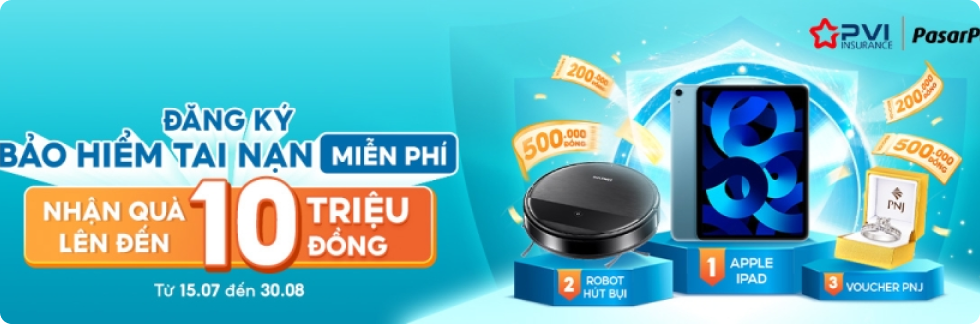 PVI
INSURANCE
PasarP
ĐĂNG KÝ
BẢO HIỂM TAI NẠN MIỄN PHÍ
NHẬN QUÀ
LÊN ĐẾN
10
TRIỆU
ĐỒNG
Từ 15.07 đến 30.08
200.000
ĐỒNG
500.000
ĐỒNG
200.000
ĐỒNG
500.000
ĐỒNG
PNJ
2 ROBOT
HÚT BỤI
1 APPLE
IPAD
3 VOUCHER PNJ